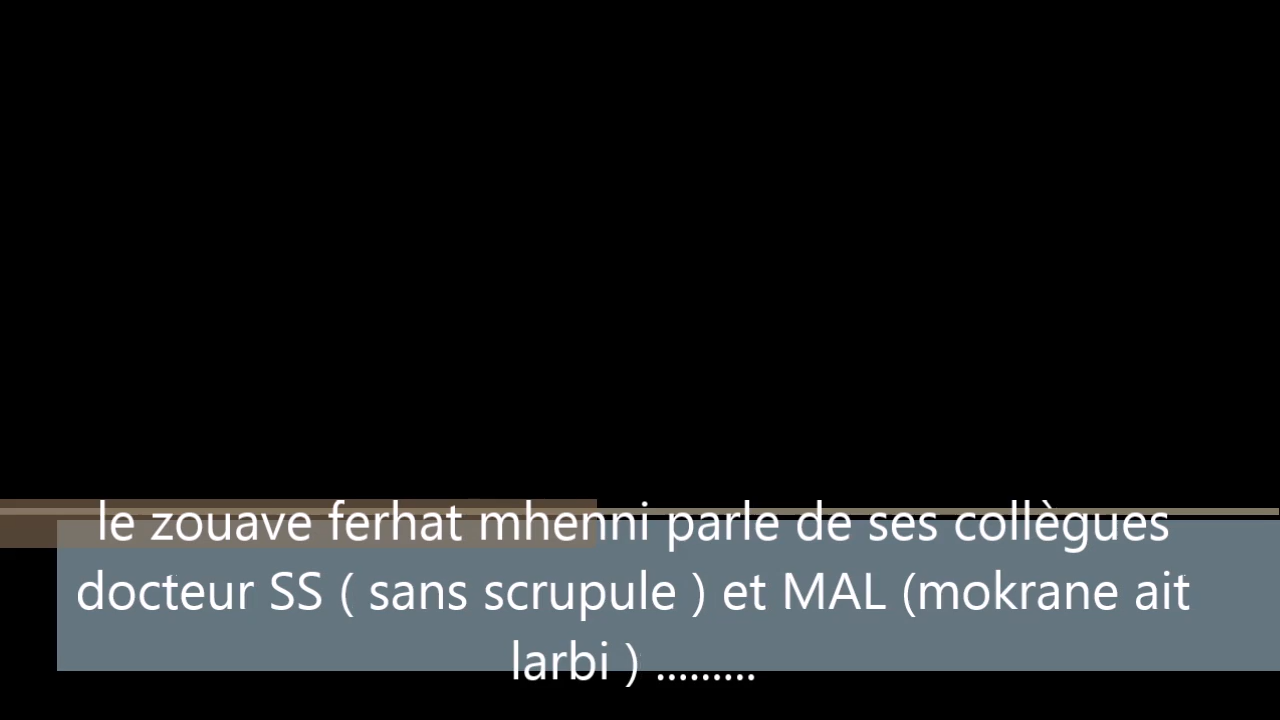 le zouave ferhat mhenni parle de ses collègues
docteur SS ( sans scrupule ) et MAL (mokrane ait
larbi ) .........